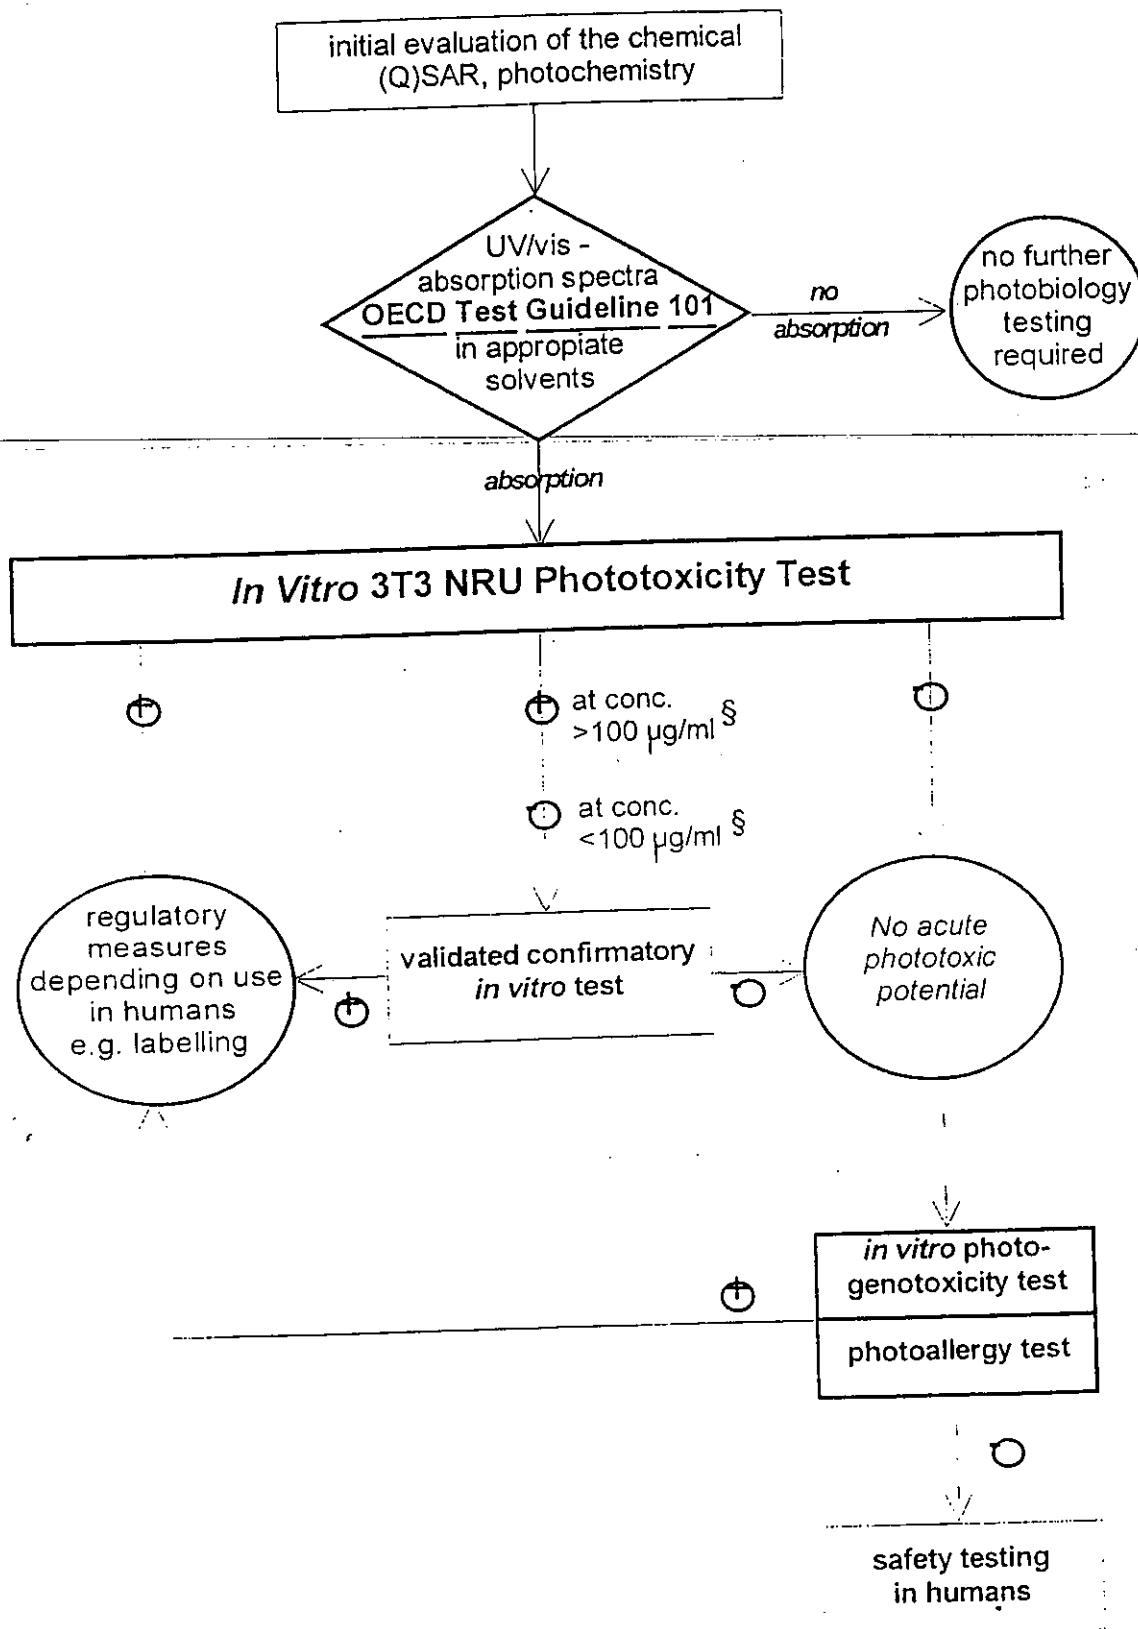 initial evaluation of the chemical
(Q)SAR, photochemistry
UV/vis -
absorption spectra
OECD Test Guideline 101
in appropiate
solvents
no
absorption
no further
photobiology
testing
required
absorption
In Vitro 3T3 NRU Phototoxicity Test
+
+ at conc.
>100 µg/ml §
-
- at conc.
<100 µg/ml §
regulatory
measures
depending on use
in humans
e.g. labelling
+
validated confirmatory
in vitro test
-
No acute
phototoxic
potential
in vitro photo-
genotoxicity test
+
photoallergy test
-
safety testing
in humans